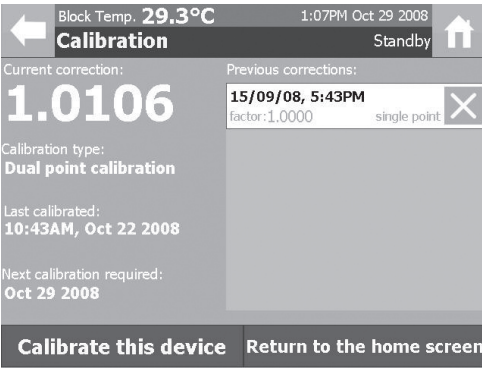 Block Temp. 29.3°C
1:07PM Oct 29 2008
Calibration
Standby
Current correction:
1.0106
Calibration type:
Dual point calibration
Last calibrated:
10:43AM, Oct 22 2008
Next calibration required:
Oct 29 2008
Previous corrections:
15/09/08, 5:43PM
factor:1.0000 single point
Calibrate this device
Return to the home screen